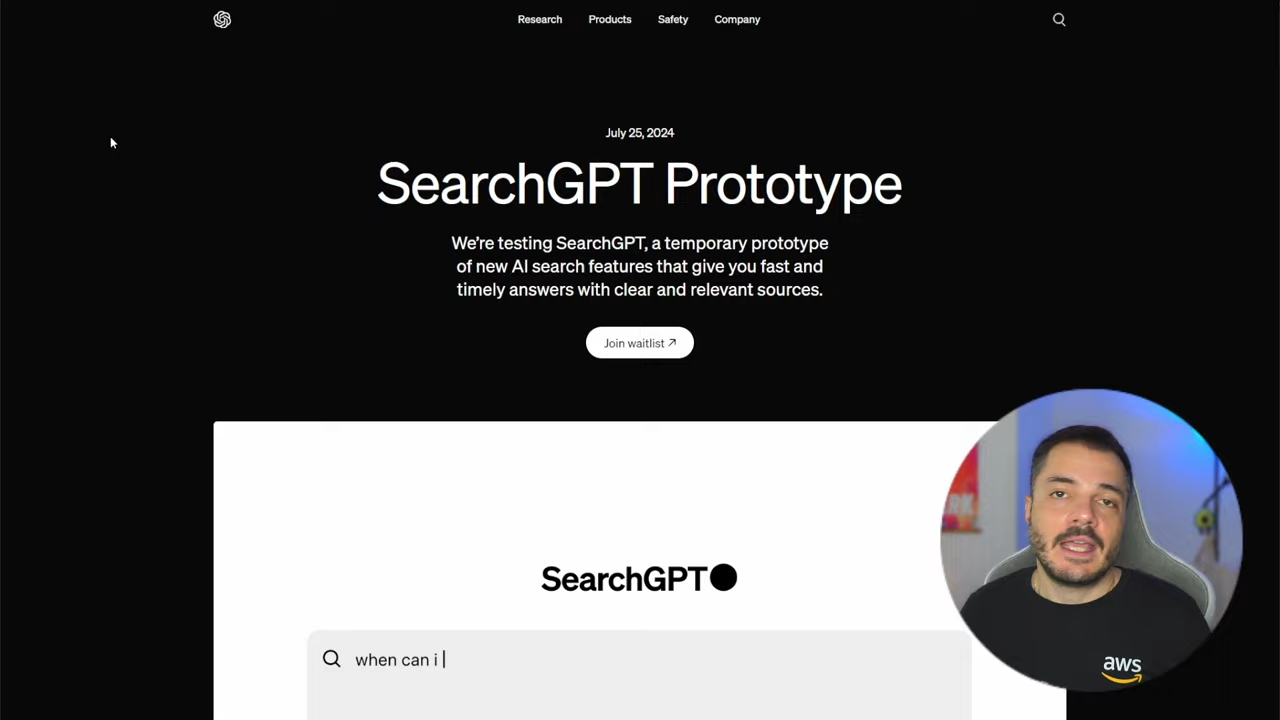 Research Products Safety Company
July 25, 2024
SearchGPT Prototype
We're testing SearchGPT, a temporary prototype
of new AI search features that give you fast and
timely answers with clear and relevant sources.
Join waitlist ↗
SearchGPT
when can i
RK
aws